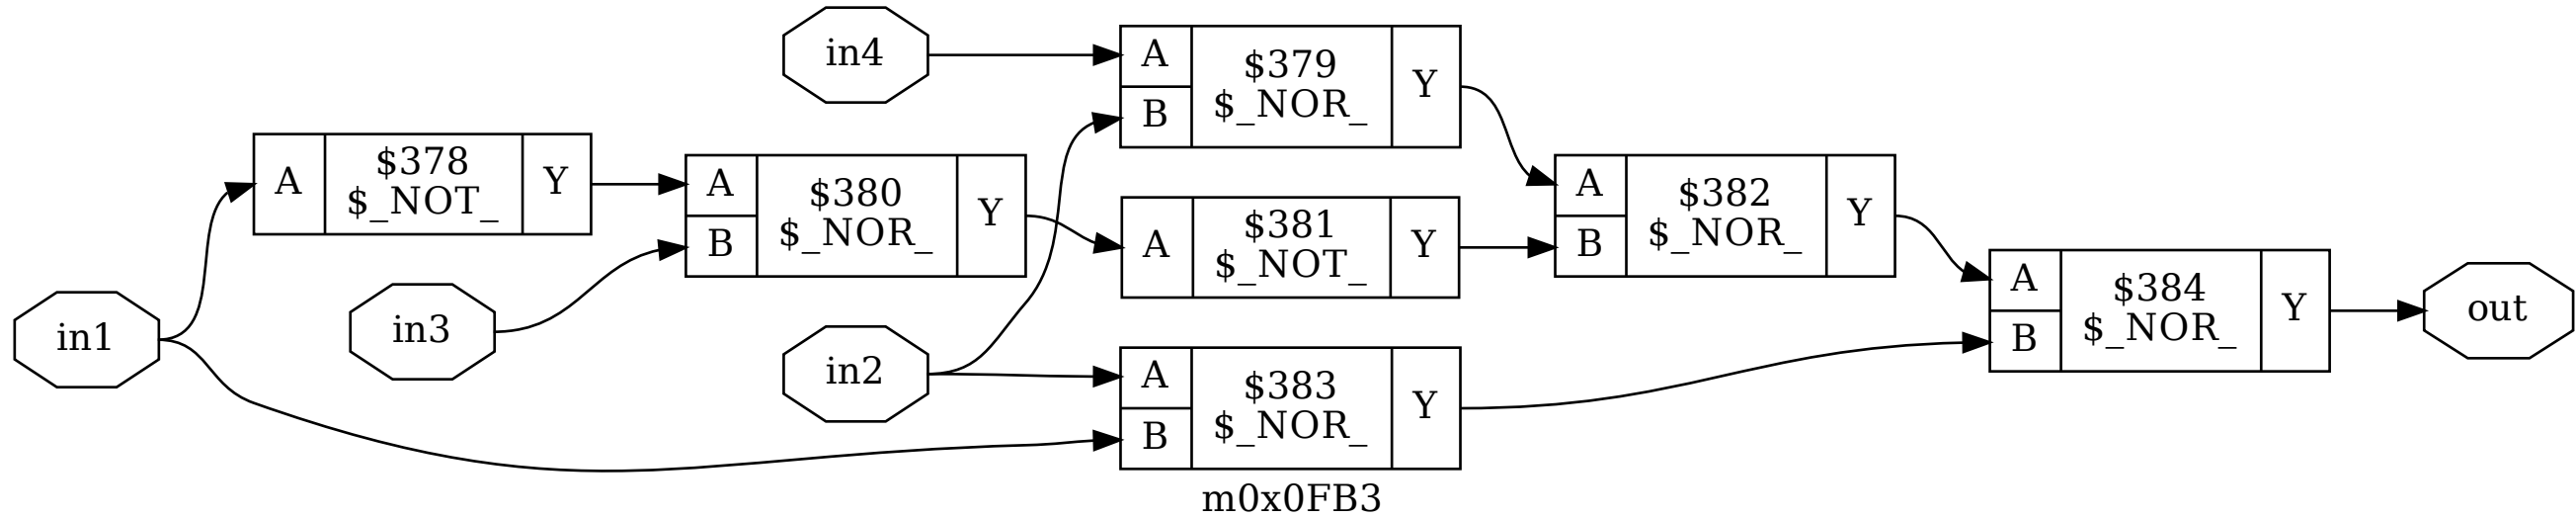 in4
A
B
$379
$_NOR_
Y
A
$378
$_NOT_
Y
A
B
$380
$_NOR_
Y
A
$381
$_NOT_
Y
A
B
$382
$_NOR_
Y
in1
in3
in2
A
B
$383
$_NOR_
Y
A
B
$384
$_NOR_
Y
out
m0x0FB3